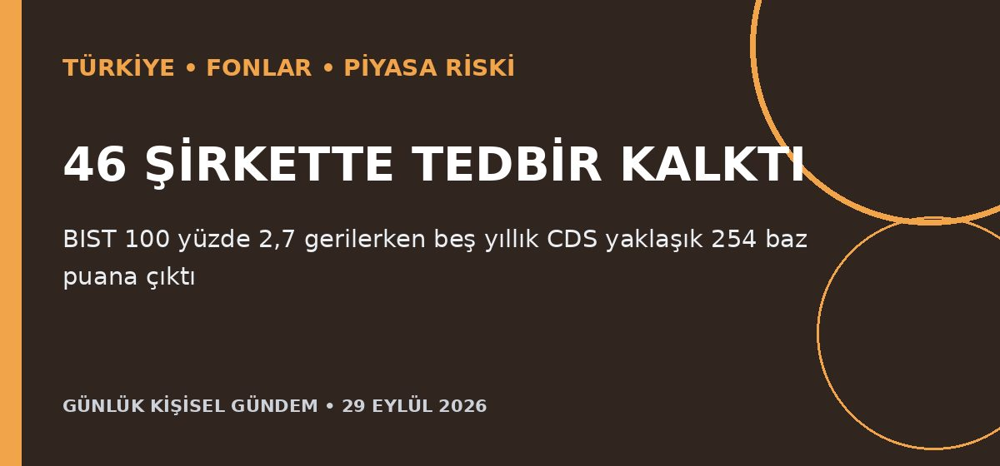 TÜRKİYE • FONLAR • PİYASA RİSKİ
46 ŞİRKETTE TEDBİR KALKTI
BIST 100 yüzde 2,7 gerilerken beş yıllık CDS yaklaşık 254 baz
puana çıktı
GÜNLÜK KİŞİSEL GÜNDEM • 29 EYLÜL 2026